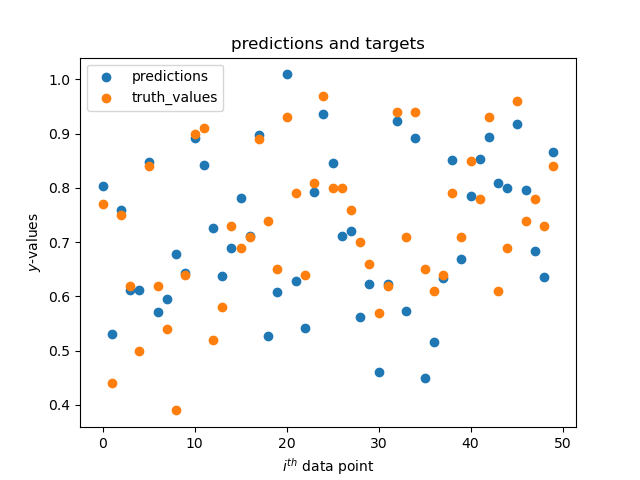 predictions and targets
predictions
truth_values
1.0
0.9
0.8
0.7
0.6
0.5
0.4
y-values
0 10 20 30 40 50
i^th data point